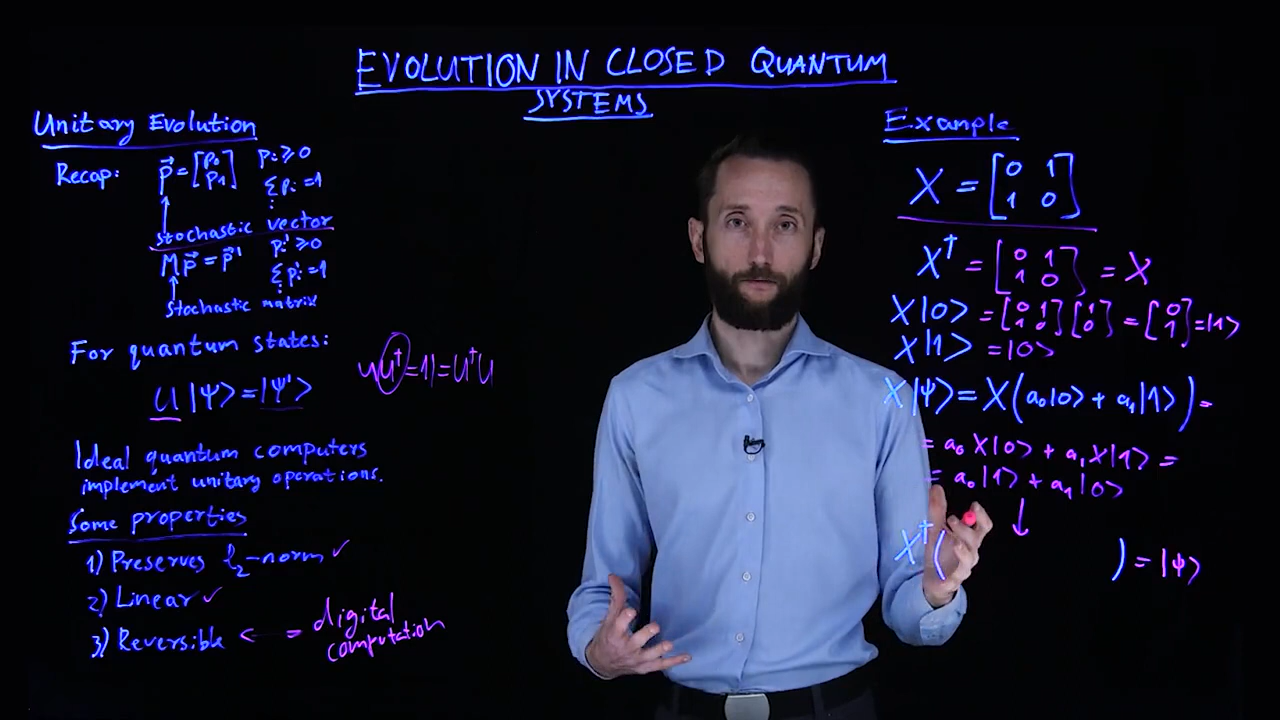 EVOLUTION IN CLOSED QUANTUM
SYSTEMS
Unitary Evolution
Recap: p⃗ = [p₀ p₁] pᵢ ≥ 0
Σpᵢ = 1
i
stochastic vector
Mp⃗ = p⃗' pᵢ' ≥ 0
Σpᵢ' = 1
i
stochastic matrix
For quantum states:
U|Ψ⟩ = |Ψ'⟩
UU† = 1| = U†U
Ideal quantum computers
implement unitary operations.
Some properties
1) Preserves l₂-norm ✓
2) Linear ✓
3) Reversible ← = digital
computation
Example
X = [0 1
1 0]
X† = [0 1
1 0] = X
X|0⟩ = [0 1
1 0][1
0] = [0
1] = |1⟩
X|1⟩ = |0⟩
X|Ψ⟩ = X(a₀|0⟩ + a₁|1⟩) =
= a₀X|0⟩ + a₁X|1⟩ =
= a₀|1⟩ + a₁|0⟩
↓
X†( ) = |Ψ⟩